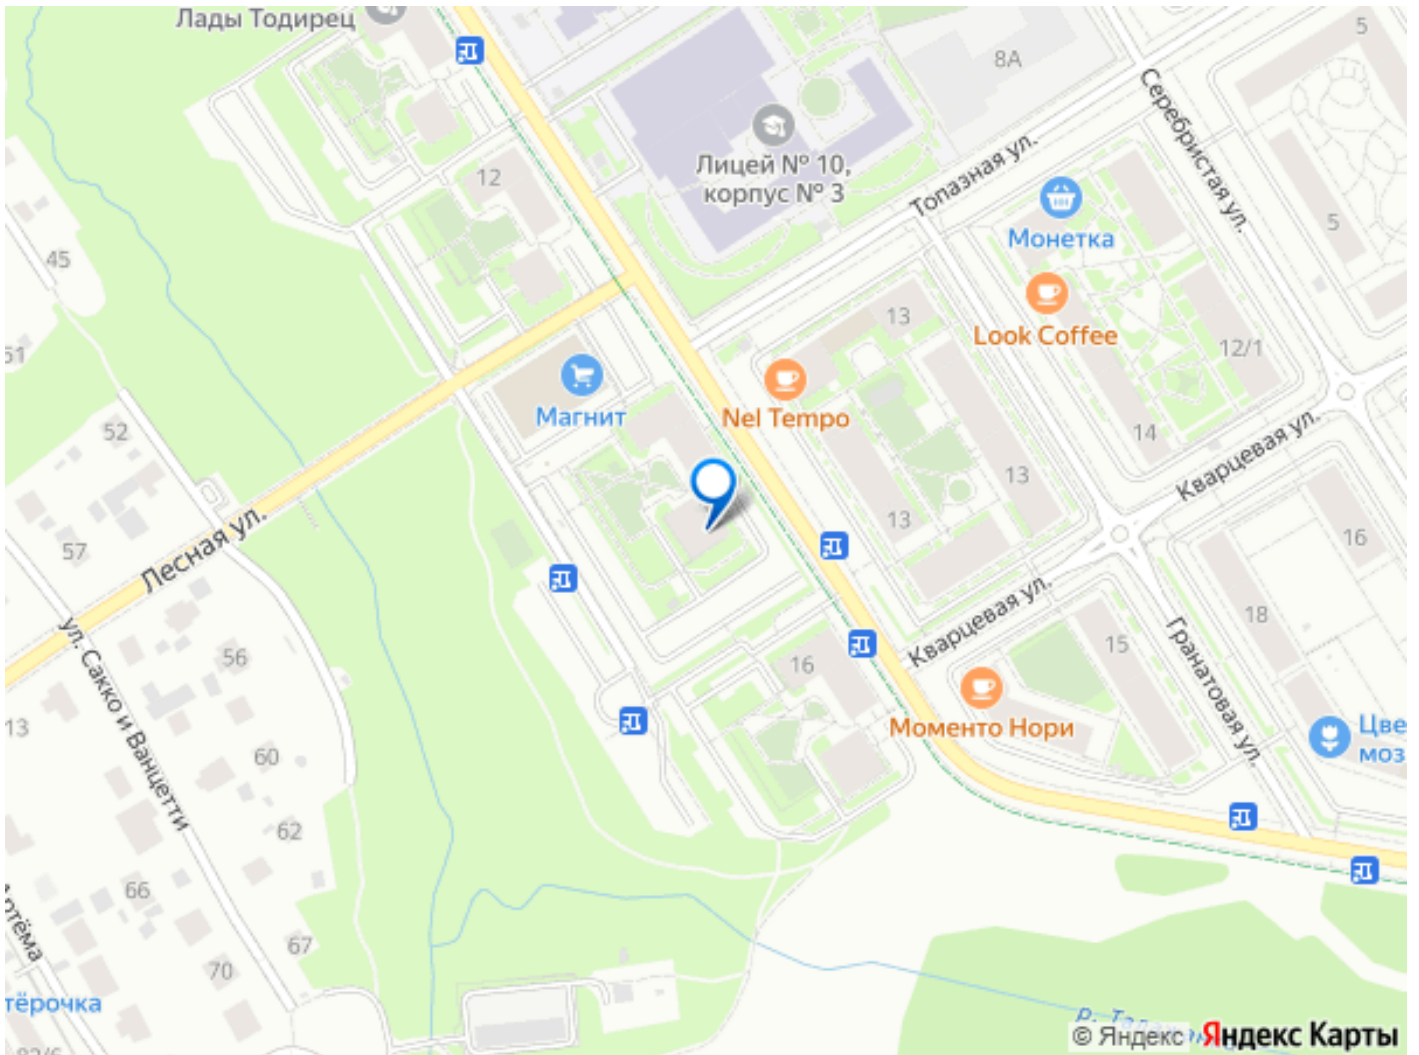 Лады Тодирец
5
8А
Серебристая ул.
Лицей № 10,
корпус № 3
12
Топазная ул.
Монетка
5
45
Look Coffee
13
12/1
51
Магнит
Nel Tempo
52
14
13
Кварцевая ул.
Лесная ул.
13
57
16
ул. Сакко и Ванцетти
56
16
Кварцевая ул.
15
Гранатовая ул.
18
13
Моменто Нори
Цве
моз
60
62
66
Артёма
67
70
тёрочка
© Яндекс Яндекс Карты